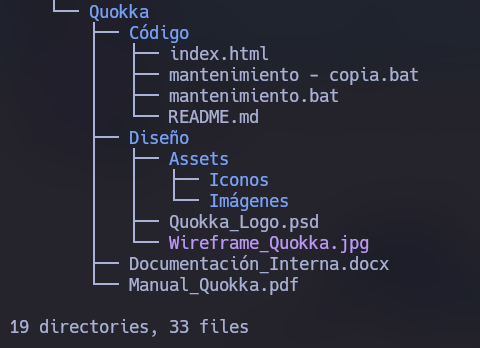 └── Quokka
├── Código
│   ├── index.html
│   ├── mantenimiento - copia.bat
│   ├── mantenimiento.bat
│   └── README.md
├── Diseño
│   ├── Assets
│   │   ├── Iconos
│   │   └── Imágenes
│   ├── Quokka_Logo.psd
│   └── Wireframe_Quokka.jpg
├── Documentación_Interna.docx
└── Manual_Quokka.pdf
19 directories, 33 files